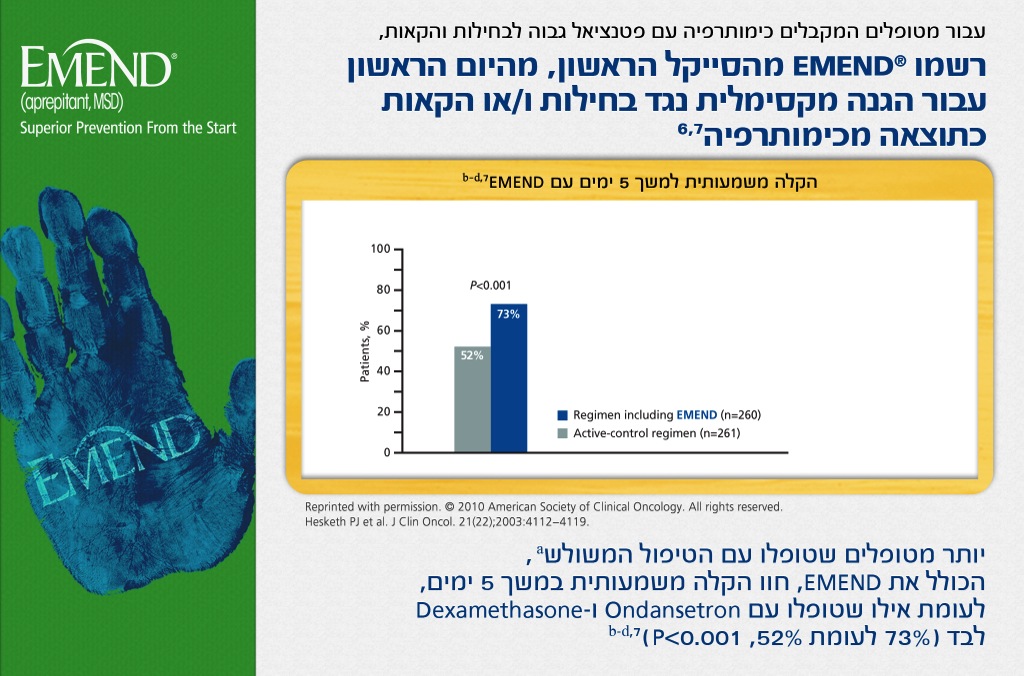 EMEND®
(aprepitant, MSD)
Superior Prevention From the Start
EMEND
עבור מטופלים המקבלים כימותרפיה עם פטנציאל גבוה לבחילות והקאות,
רשמו EMEND® מהסייקל הראשון, מהיום הראשון
עבור הגנה מקסימלית נגד בחילות ו/או הקאות
כתוצאה מכימותרפיה6,7
הקלה משמעותית למשך 5 ימים עם EMENDb-d,7
100
80
60
40
20
0
Patients, %
P<0.001
52%
73%
Regimen including EMEND (n=260)
Active-control regimen (n=261)
Reprinted with permission. © 2010 American Society of Clinical Oncology. All rights reserved.
Hesketh PJ et al. J Clin Oncol. 21(22);2003:4112–4119.
יותר מטופלים שטופלו עם הטיפול המשולשa,
הכולל את EMEND, חוו הקלה משמעותית במשך 5 ימים,
לעומת אילו שטופלו עם Ondansetron ו-Dexamethasone
לבד (73% לעומת 52%, P<0.001)b-d,7